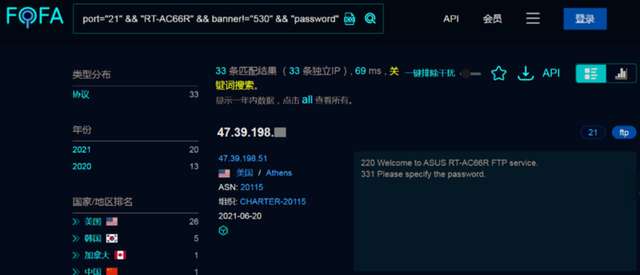 FOFA
port="21" && "RT-AC66R" && banner!="530" && "password"
API
会员
登录
类型分布
协议 33
年份
2021 20
2020 13
国家/地区排名
美国 26
韩国 5
加拿大 1
中国 1
33 条匹配结果（ 33 条独立IP）, 69 ms , 关键词搜索。
显示一年内数据，点击 all 查看所有。
一键排除干扰
API
47.39.198.
21
ftp
47.39.198.51
美国 / Athens
ASN: 20115
组织: CHARTER-20115
2021-06-20
220 Welcome to ASUS RT-AC66R FTP service.
331 Please specify the password.